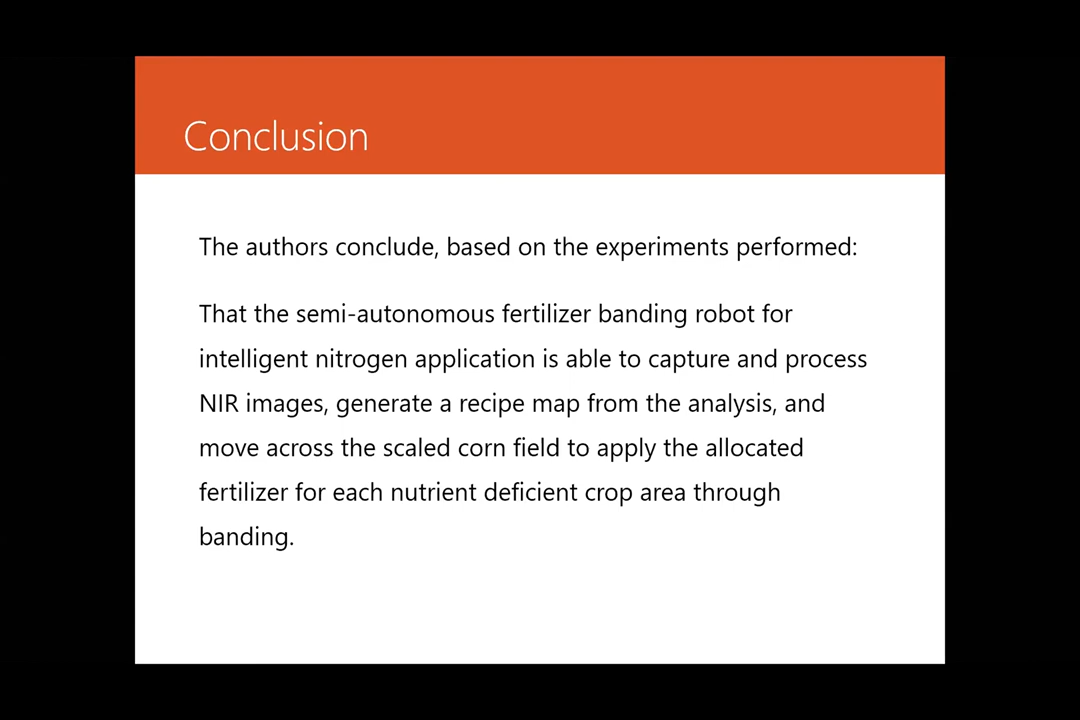 Conclusion
The authors conclude, based on the experiments performed:
That the semi-autonomous fertilizer banding robot for
intelligent nitrogen application is able to capture and process
NIR images, generate a recipe map from the analysis, and
move across the scaled corn field to apply the allocated
fertilizer for each nutrient deficient crop area through
banding.